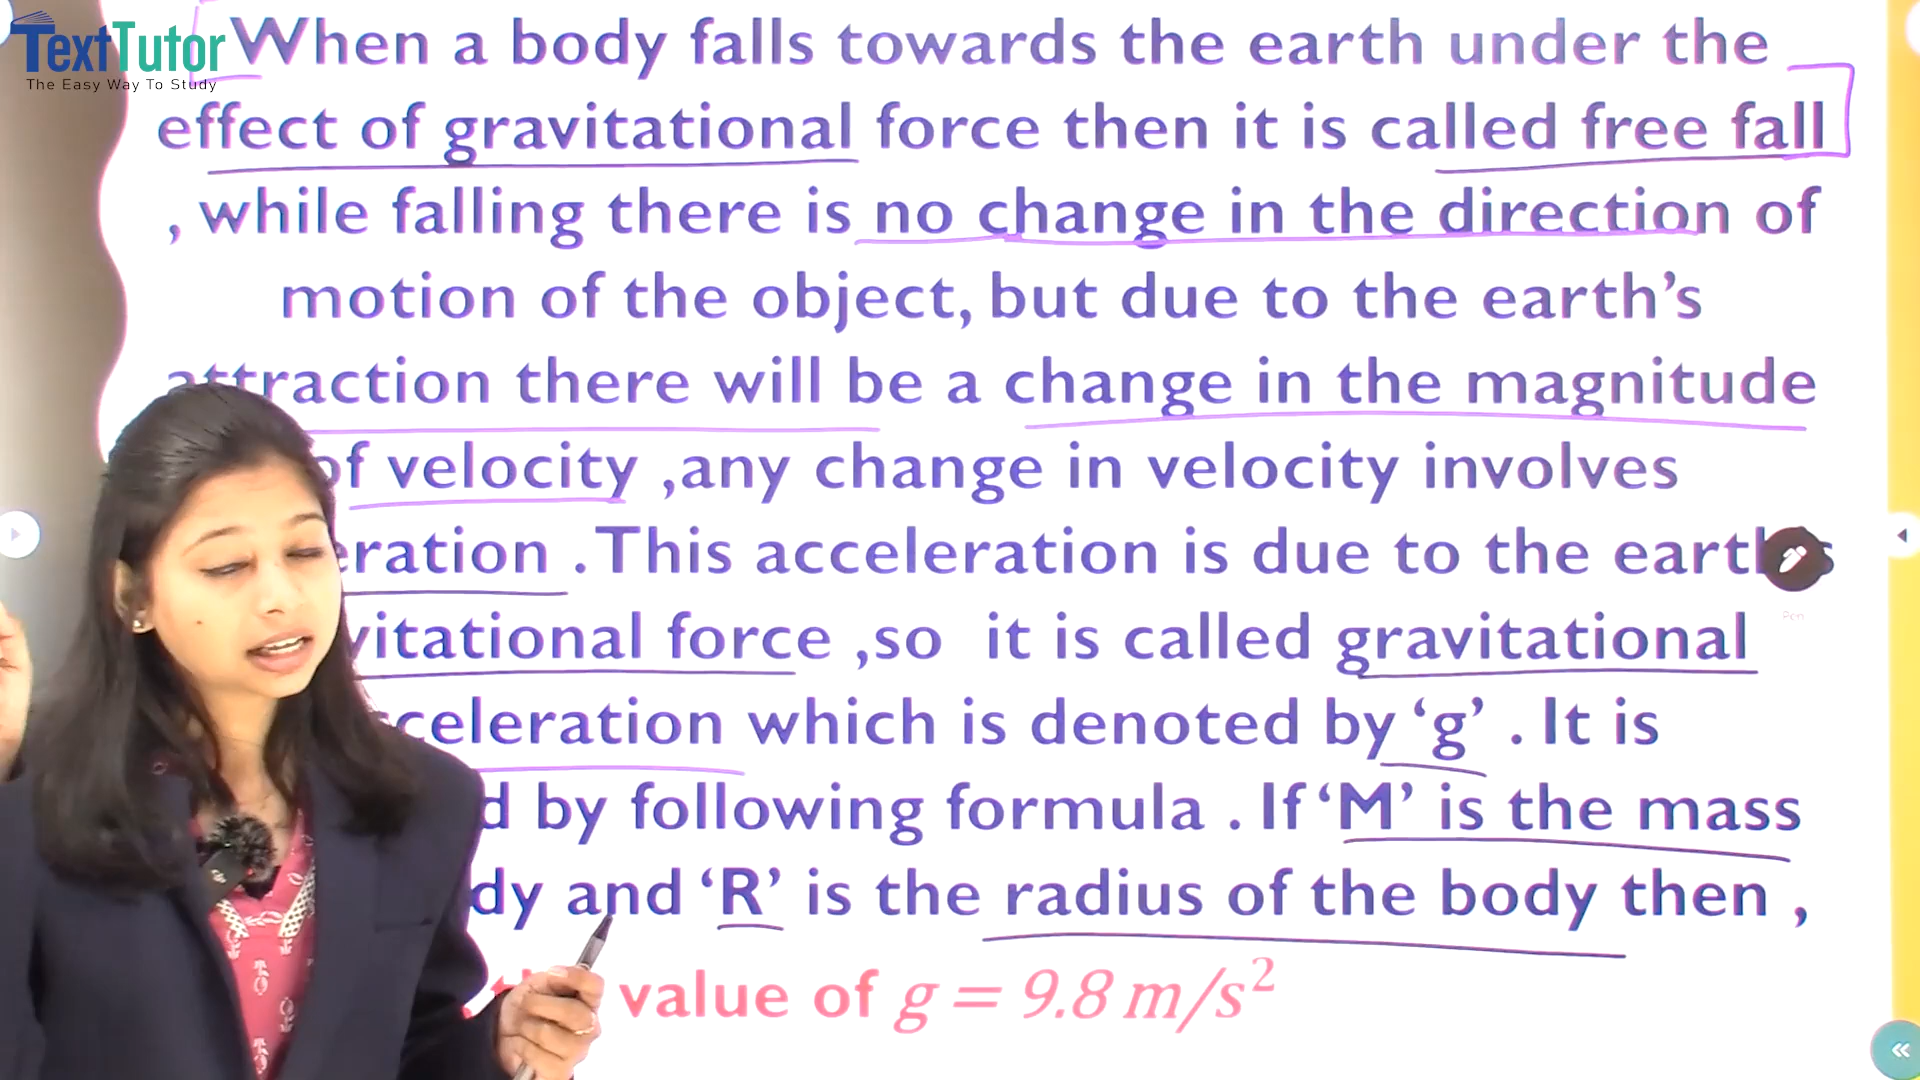 TextTutor
The Easy Way To Study
When a body falls towards the earth under the
effect of gravitational force then it is called free fall
, while falling there is no change in the direction of
motion of the object, but due to the earth's
attraction there will be a change in the magnitude
of velocity ,any change in velocity involves
eration . This acceleration is due to the earth's
vitational force ,so it is called gravitational
cceleration which is denoted by ‘g’ . It is
d by following formula . If ‘M’ is the mass
dy and ‘R’ is the radius of the body then ,
value of g = 9.8 m/s²
Pen